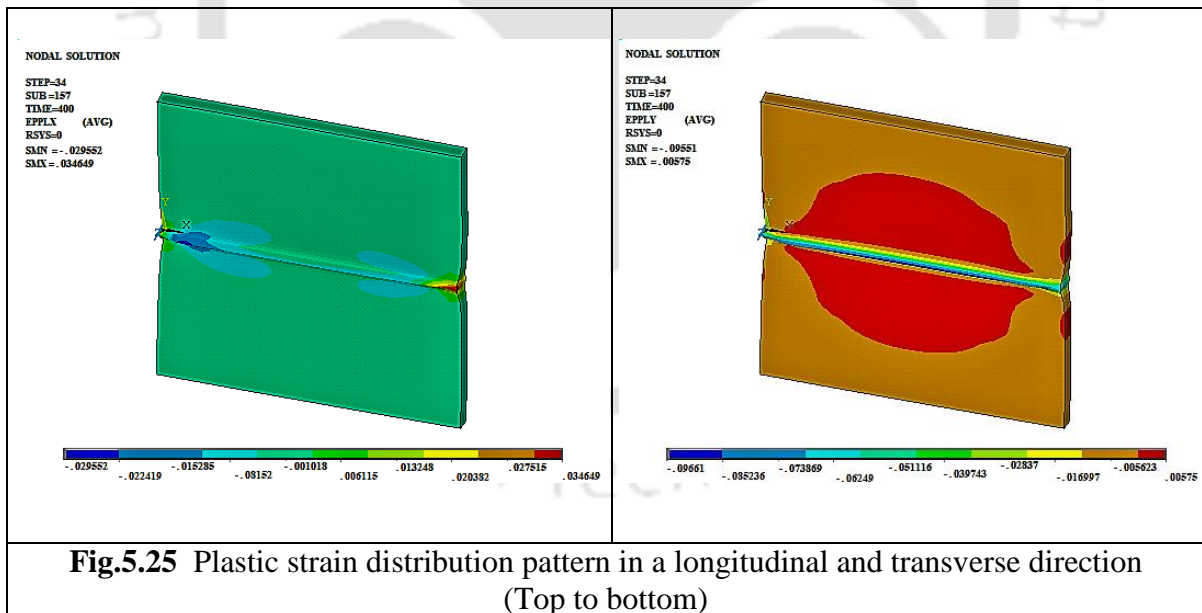 NODAL SOLUTION
STEP=34
SUB =157
TIME=400
EPPLX (AVG)
RSYS=0
SMN =-.029552
SMX =.034649
Y
X
-.029552 -.015285 -.001018 .013248 .027515
-.022419 -.08152 .006115 .020382 .034649
NODAL SOLUTION
STEP=34
SUB =157
TIME=400
EPPLY (AVG)
RSYS=0
SMN =-.09551
SMX =.00575
Y
X
-.09661 -.073869 -.051116 -.02837 -.005623
-.085236 -.06249 -.039743 -.016997 .00575
Fig.5.25 Plastic strain distribution pattern in a longitudinal and transverse direction
(Top to bottom)